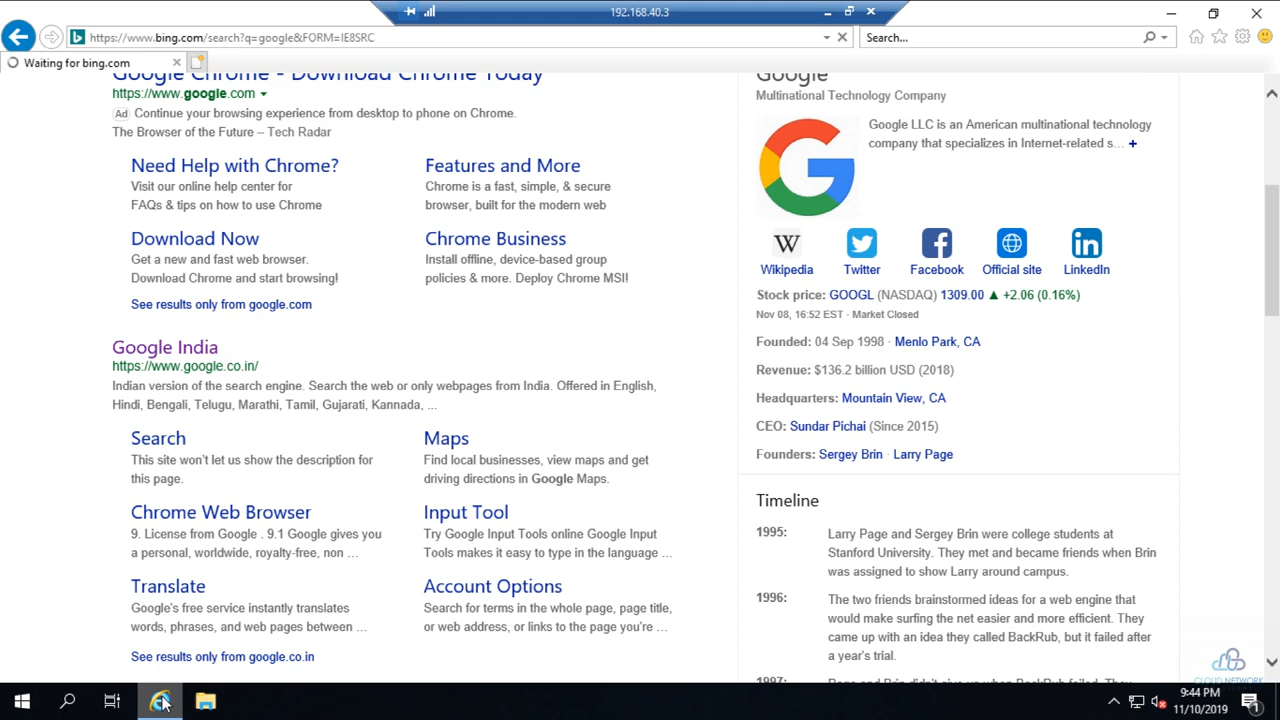 192.168.40.3
https://www.bing.com/search?q=google&FORM=IE8SRC
Search...
Waiting for bing.com
Google Chrome - Download Chrome Today
https://www.google.com
Ad Continue your browsing experience from desktop to phone on Chrome.
The Browser of the Future – Tech Radar
Need Help with Chrome?
Visit our online help center for
FAQs & tips on how to use Chrome
Features and More
Chrome is a fast, simple, & secure
browser, built for the modern web
Download Now
Get a new and fast web browser.
Download Chrome and start browsing!
Chrome Business
Install offline, device-based group
policies & more. Deploy Chrome MSI!
See results only from google.com
Google India
https://www.google.co.in/
Indian version of the search engine. Search the web or only webpages from India. Offered in English,
Hindi, Bengali, Telugu, Marathi, Tamil, Gujarati, Kannada, ...
Search
This site won't let us show the description for
this page.
Maps
Find local businesses, view maps and get
driving directions in Google Maps.
Chrome Web Browser
9. License from Google . 9.1 Google gives you
a personal, worldwide, royalty-free, non ...
Input Tool
Try Google Input Tools online Google Input
Tools makes it easy to type in the language ...
Translate
Google's free service instantly translates
words, phrases, and web pages between ...
Account Options
Search for terms in the whole page, page title,
or web address, or links to the page you're ...
See results only from google.co.in
Google
Multinational Technology Company
Google LLC is an American multinational technology
company that specializes in Internet-related s... +
W
Wikipedia
Twitter
Facebook
Official site
LinkedIn
Stock price: GOOGL (NASDAQ) 1309.00 ▲ +2.06 (0.16%)
Nov 08, 16:52 EST · Market Closed
Founded: 04 Sep 1998 · Menlo Park, CA
Revenue: $136.2 billion USD (2018)
Headquarters: Mountain View, CA
CEO: Sundar Pichai (Since 2015)
Founders: Sergey Brin · Larry Page
Timeline
1995: Larry Page and Sergey Brin were college students at
Stanford University. They met and became friends when Brin
was assigned to show Larry around campus.
1996: The two friends brainstormed ideas for a web engine that
would make surfing the net easier and more efficient. They
came up with an idea they called BackRub, but it failed after
a year's trial.
1997: Page and Brin didn't give up when BackRub failed. They
CLOUD NETWORK
9:44 PM
11/10/2019
1